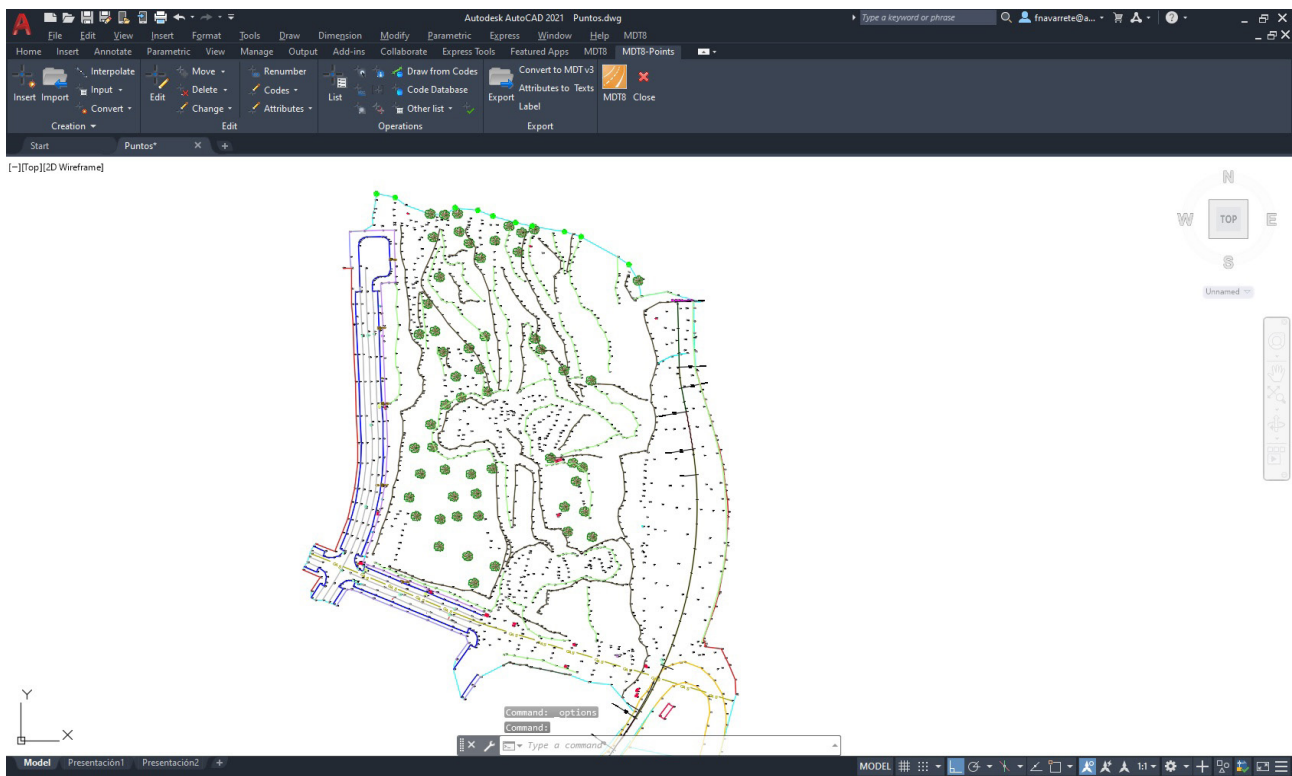 Autodesk AutoCAD 2021 Puntos.dwg
Type a keyword or phrase
fnavarrete@a...
File Edit View Insert Format Tools Draw Dimension Modify Parametric Express Window Help MDT8
Home Insert Annotate Parametric View Manage Output Add-ins Collaborate Express Tools Featured Apps MDT8 MDT8-Points
Interpolate Move Renumber Draw from Codes Convert to MDT v3
Input Delete Codes Code Database Attributes to Texts
Insert Import Edit List Export MDT8 Close
Convert Change Attributes Other list Label
Creation Edit Operations Export
Start Puntos* +
[−][Top][2D Wireframe]
N
W TOP E
S
Unnamed
Y
X
Command: _options
Command:
Type a command
Model Presentación1 Presentación2 +
MODEL 1:1